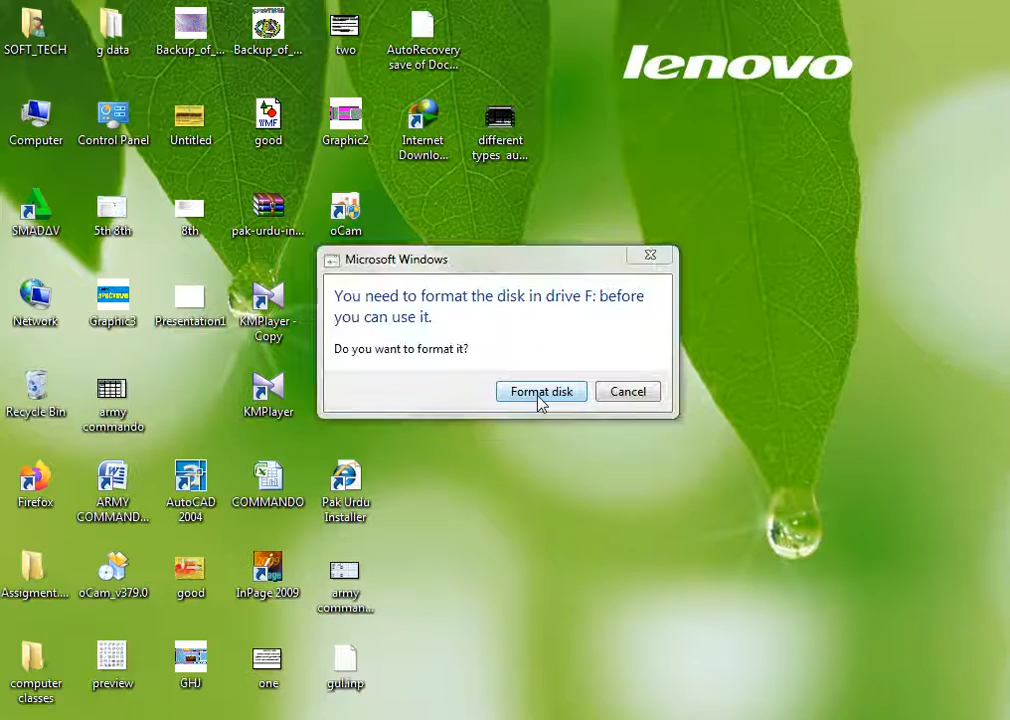 SOFT_TECH
g data
Backup_of_...
Backup_of_...
two
AutoRecovery
save of Doc...
lenovo
Computer
Control Panel
Untitled
good
Graphic2
Internet
Downlo...
different
types au...
SMADΔV
5th 8th
8th
pak-urdu-in...
oCam
Microsoft Windows
You need to format the disk in drive F: before
you can use it.
Do you want to format it?
Format disk
Cancel
Network
Graphic3
Presentation1
KMPlayer -
Copy
Recycle Bin
army
commando
KMPlayer
Firefox
ARMY
COMMAND...
AutoCAD
2004
COMMANDO
Pak Urdu
Installer
Assigment....
oCam_v379.0
good
InPage 2009
army
comman...
computer
classes
preview
GHJ
one
gul.inp